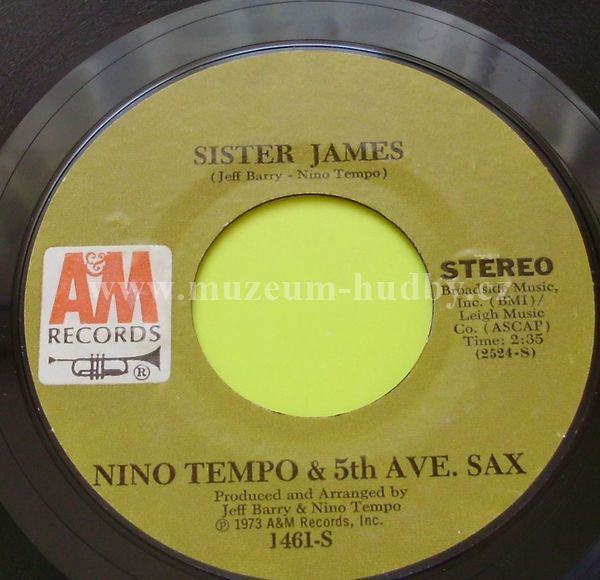 SISTER JAMES
(Jeff Barry - Nino Tempo)
A&M
RECORDS
®
STEREO
Broadside Music,
Inc. (BMI)/
Leigh Music
Co. (ASCAP)
Time: 2:35
(2524-S)
www.muzeum-hudby.cz
NINO TEMPO & 5th AVE. SAX
Produced and Arranged by
Jeff Barry & Nino Tempo
℗ 1973 A&M Records, Inc.
1461-S